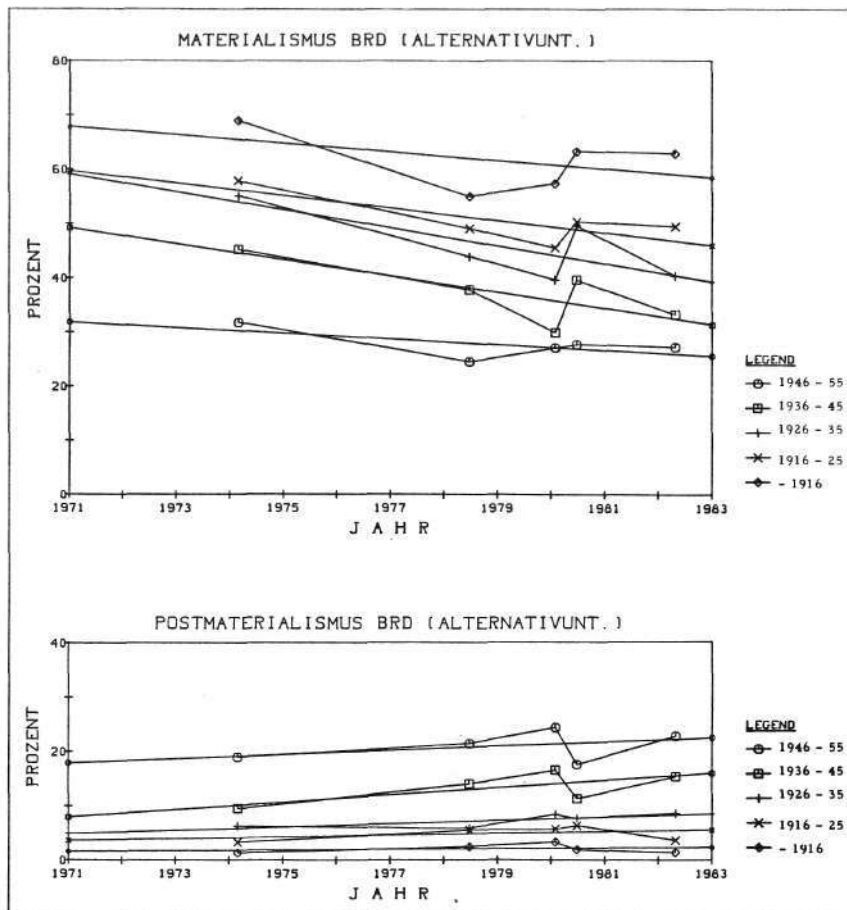 MATERIALISMUS BRD (ALTERNATIVUNT.)
80
60
40
20
0
PROZENT
1971 1973 1975 1977 1979 1981 1983
JAHR
LEGEND
1946 - 55
1936 - 45
1926 - 35
1916 - 25
- 1916
POSTMATERIALISMUS BRD (ALTERNATIVUNT.)
40
20
0
PROZENT
1971 1973 1975 1977 1979 1981 1983
JAHR
LEGEND
1946 - 55
1936 - 45
1926 - 35
1916 - 25
- 1916